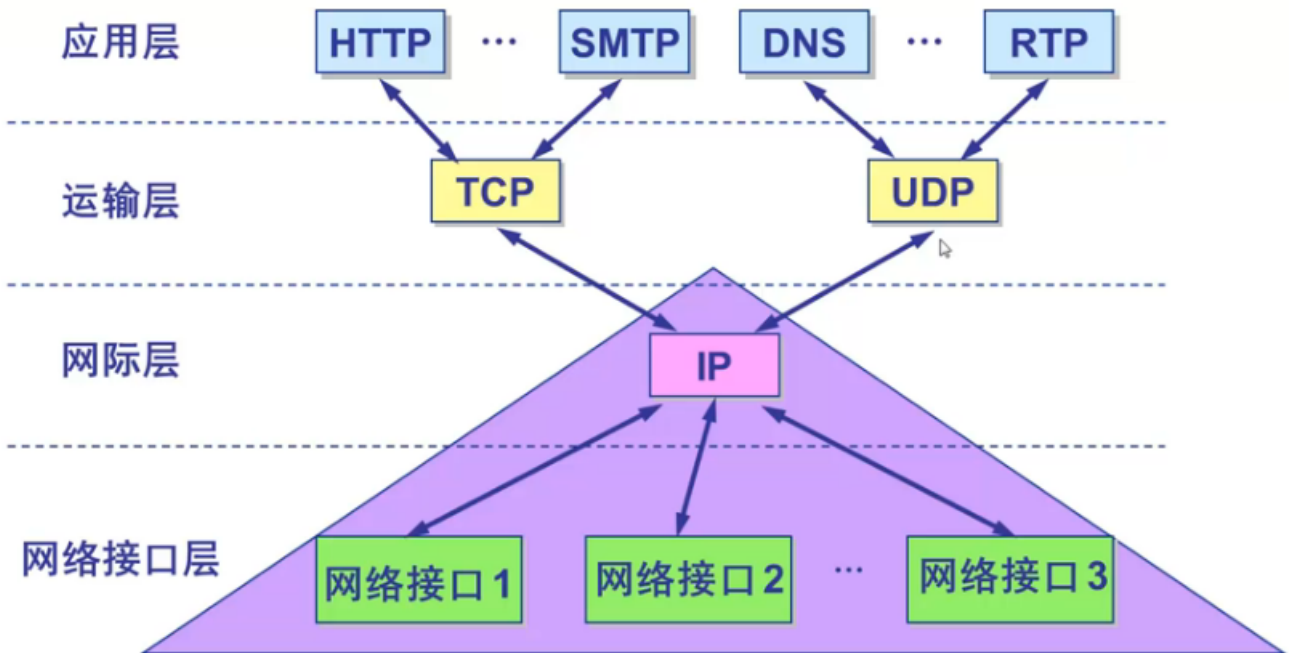 应用层 HTTP ··· SMTP DNS ··· RTP
运输层 TCP UDP
网际层 IP
网络接口层 网络接口1 网络接口2 ··· 网络接口3